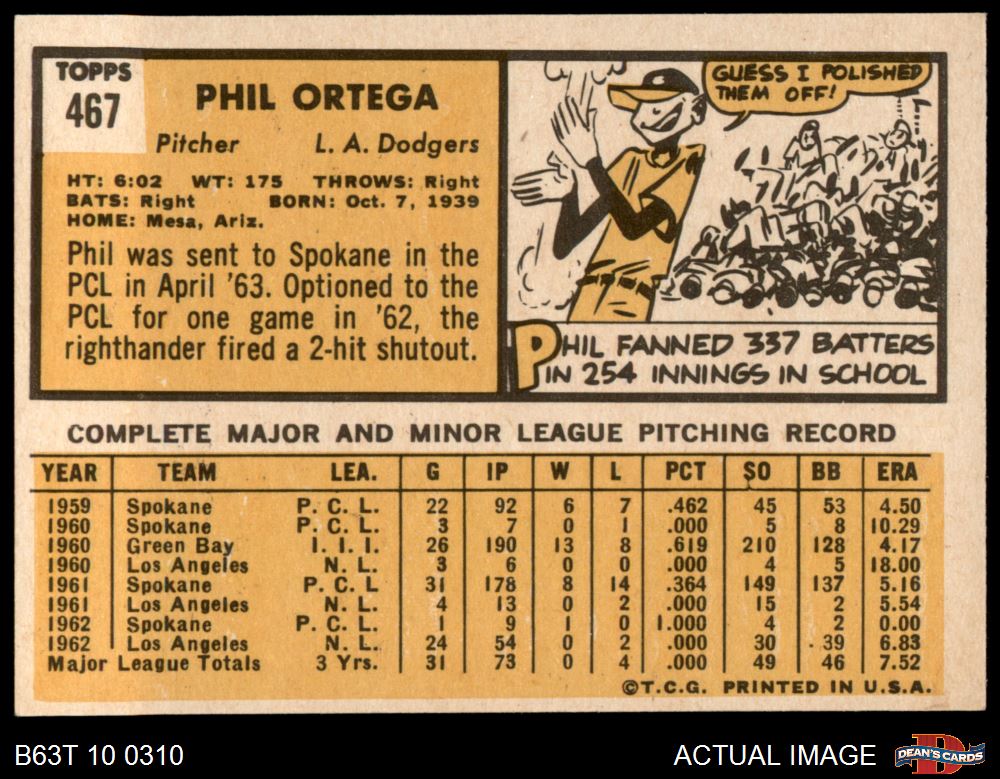 TOPPS
467
PHIL ORTEGA
Pitcher L. A. Dodgers
HT: 6:02 WT: 175 THROWS: Right
BATS: Right BORN: Oct. 7, 1939
HOME: Mesa, Ariz.
Phil was sent to Spokane in the
PCL in April '63. Optioned to the
PCL for one game in '62, the
righthander fired a 2-hit shutout.
GUESS I POLISHED
THEM OFF!
PHIL FANNED 337 BATTERS
IN 254 INNINGS IN SCHOOL
COMPLETE MAJOR AND MINOR LEAGUE PITCHING RECORD
YEAR TEAM LEA. G IP W L PCT SO BB ERA
1959 Spokane P. C. L. 22 92 6 7 .462 45 53 4.50
1960 Spokane P. C. L. 3 7 0 1 .000 5 8 10.29
1960 Green Bay I. I. I. 26 190 13 8 .619 210 128 4.17
1960 Los Angeles N. L. 3 6 0 0 .000 4 5 18.00
1961 Spokane P. C. L 31 178 8 14 .364 149 137 5.16
1961 Los Angeles N. L. 4 13 0 2 .000 15 2 5.54
1962 Spokane P. C. L. 1 9 1 0 1.000 4 2 0.00
1962 Los Angeles N. L. 24 54 0 2 .000 30 39 6.83
Major League Totals 3 Yrs. 31 73 0 4 .000 49 46 7.52
©T.C.G. PRINTED IN U.S.A.
B63T 10 0310 ACTUAL IMAGE D DEAN'S CARDS